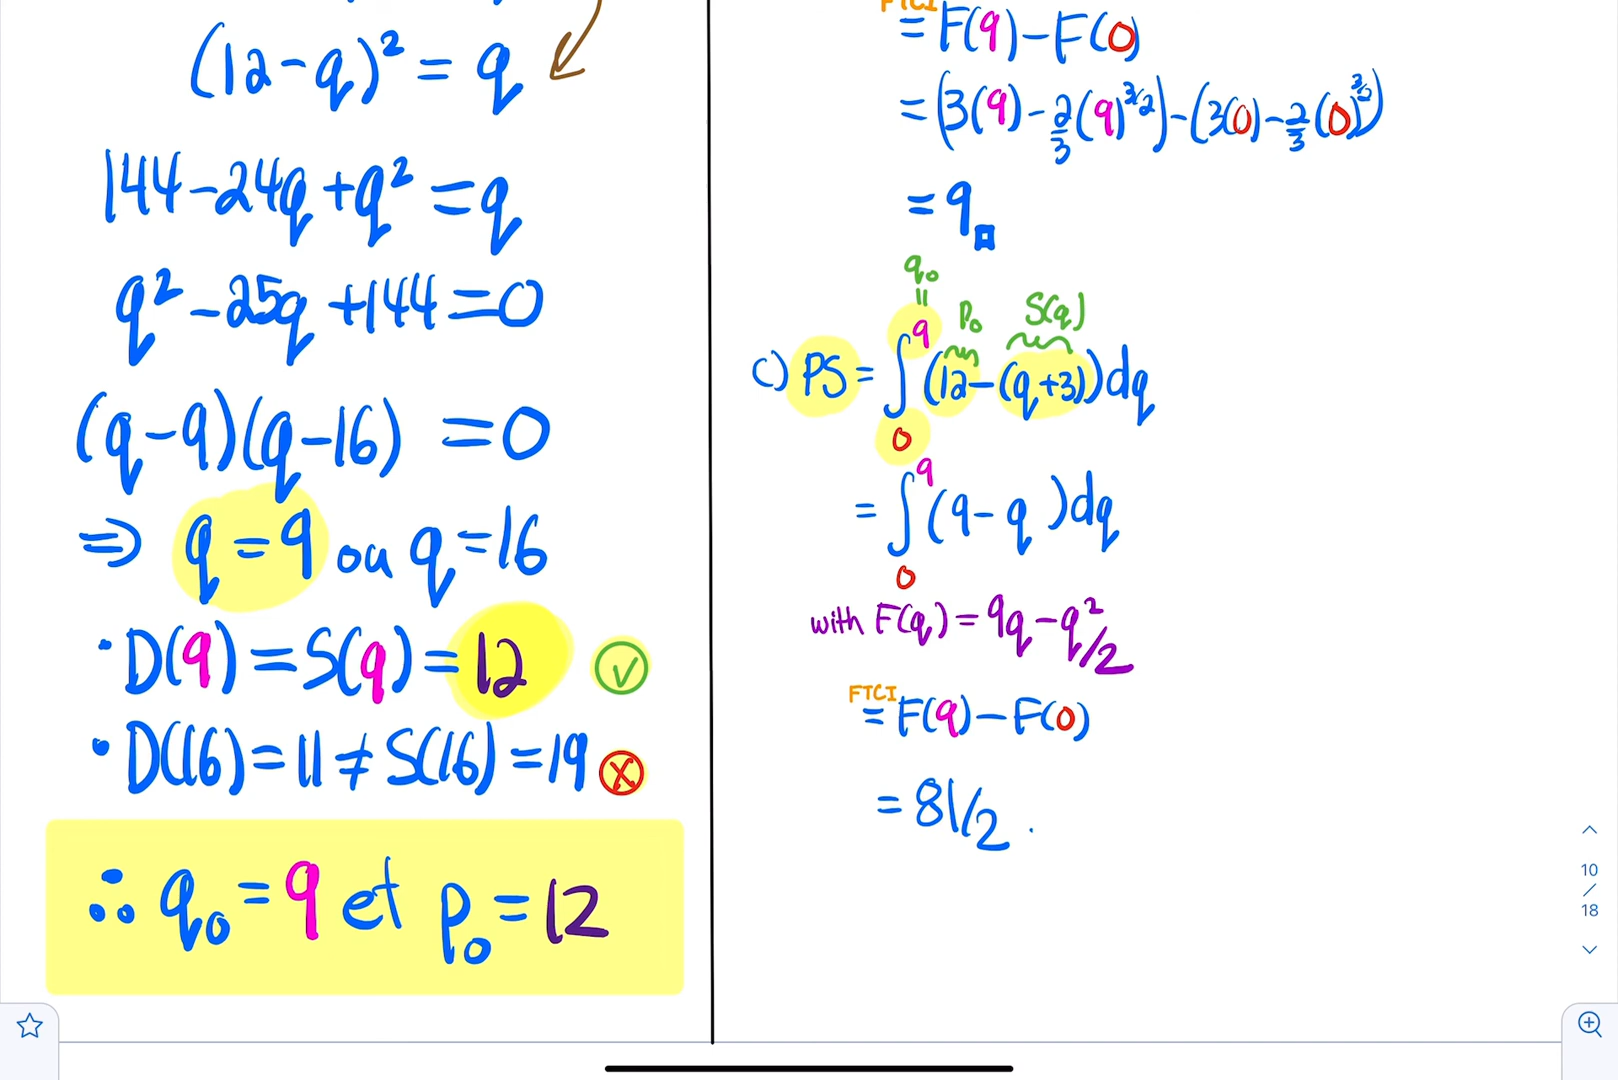 (12-q)² = q
144-24q+q² = q
q²-25q+144=0
(q-9)(q-16) =0
⇒ q=9 ou q=16
• D(9)=S(9)=12 ✓
• D(16)=11≠S(16)=19 x
∴ q₀=9 et p₀=12
FTCI
= F(9)-F(0)
= (3(9)-2/3(9)^3/2)-(3(0)-2/3(0)^3/2)
= 9
q₀
||
P₀ S(q)
c) PS = ∫₀⁹ (12-(q+3))dq
= ∫₀⁹ (9-q)dq
with F(q)=9q-q²/2
FTCI
= F(9)-F(0)
= 81/2.
10
/
18